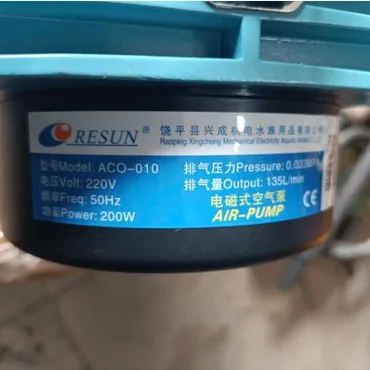 RESUN ® 饶平县兴成机电水族用品有限公
Raoping Xingcheng Mechanical Electricity Aquaria
型号Model: ACO-010
排气压力Pressure: 0.033MPa
电压Volt: 220V
排气量Output: 135L/min
频率Freq: 50Hz
电磁式空气泵
功率Power: 200W
AIR-PUMP
CE